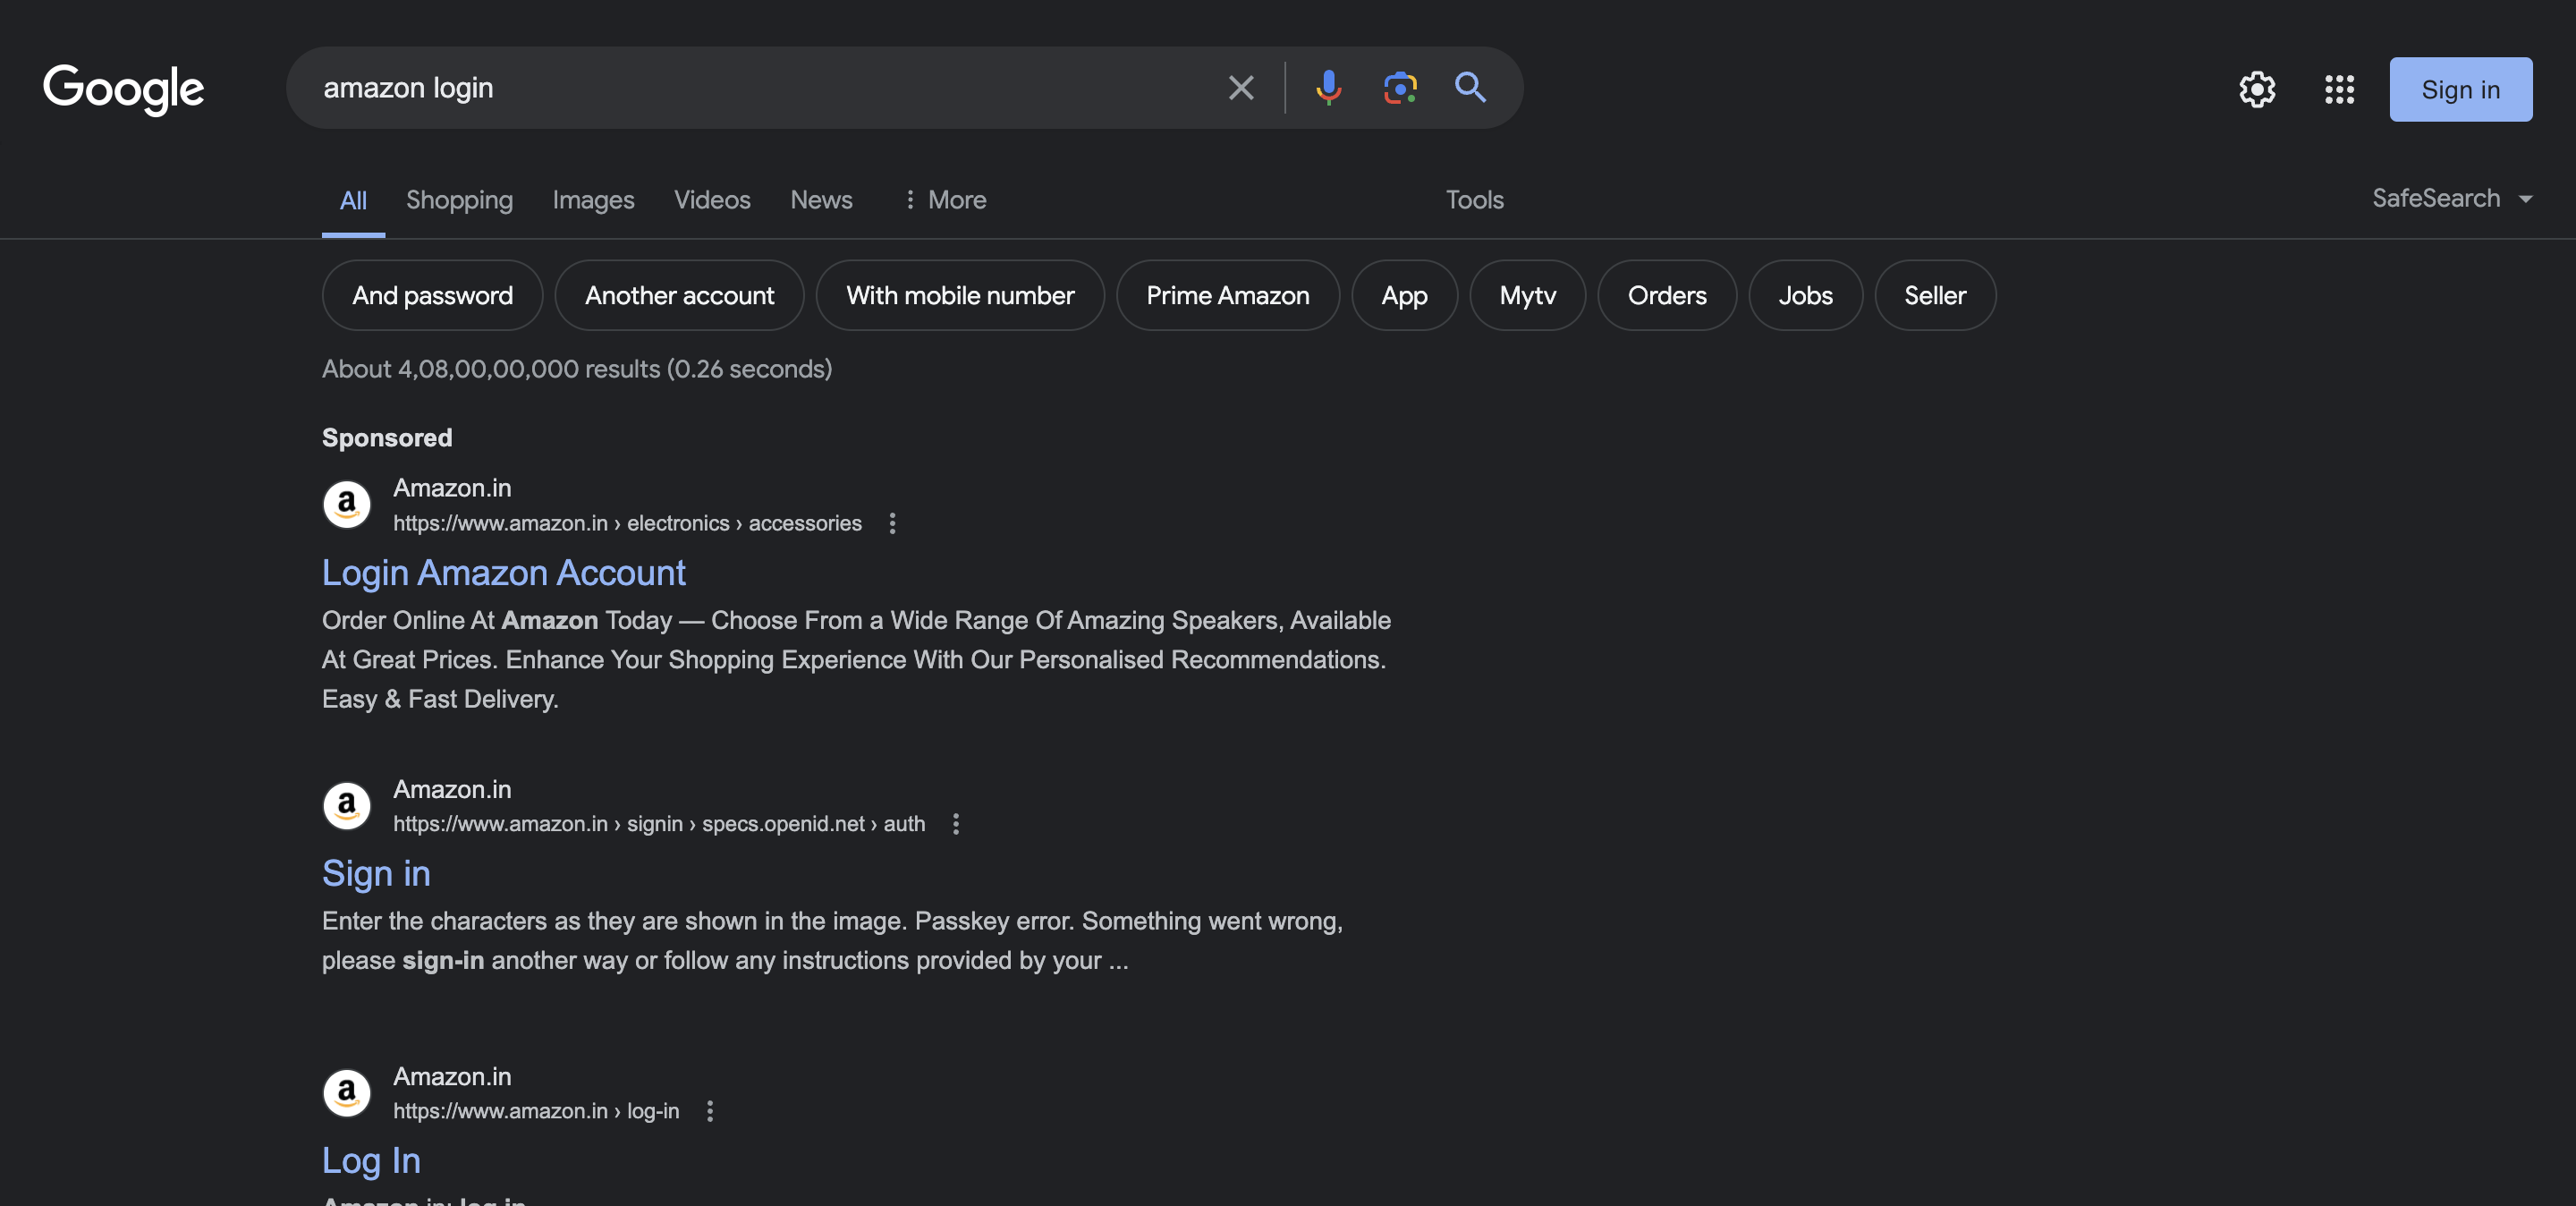 Google
amazon login
Sign in
All Shopping Images Videos News More Tools SafeSearch
And password Another account With mobile number Prime Amazon App Mytv Orders Jobs Seller
About 4,08,00,00,000 results (0.26 seconds)
Sponsored
Amazon.in
https://www.amazon.in › electronics › accessories
Login Amazon Account
Order Online At Amazon Today — Choose From a Wide Range Of Amazing Speakers, Available
At Great Prices. Enhance Your Shopping Experience With Our Personalised Recommendations.
Easy & Fast Delivery.
Amazon.in
https://www.amazon.in › signin › specs.openid.net › auth
Sign in
Enter the characters as they are shown in the image. Passkey error. Something went wrong,
please sign-in another way or follow any instructions provided by your ...
Amazon.in
https://www.amazon.in › log-in
Log In